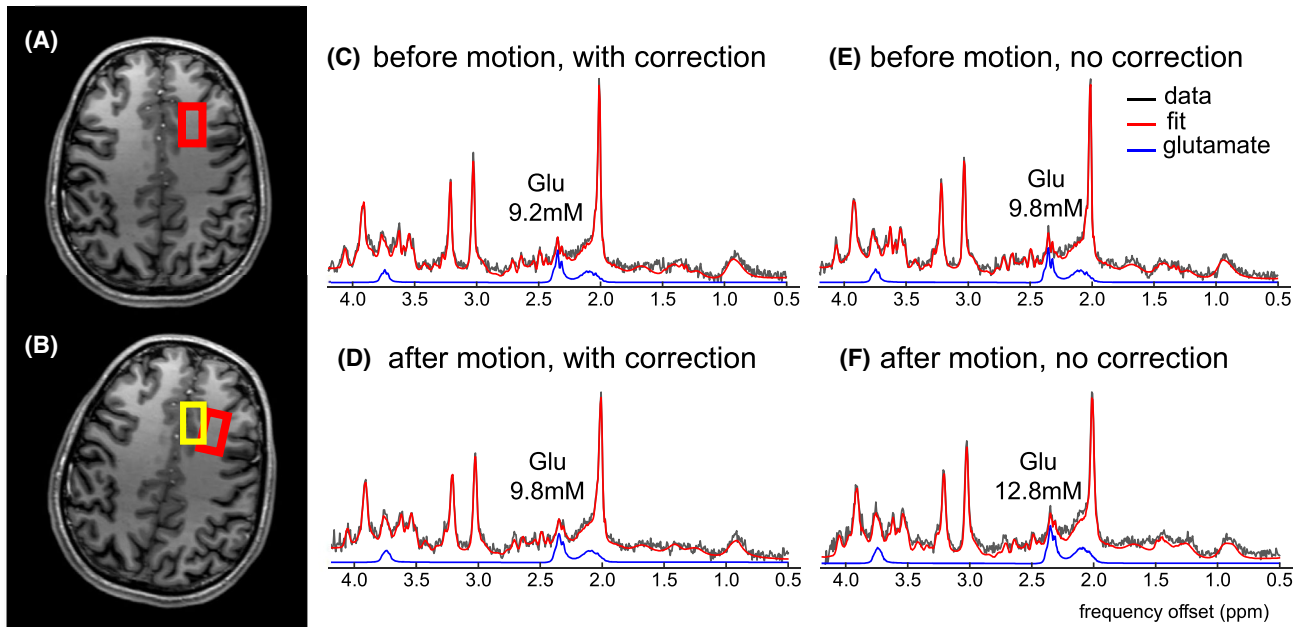 (A)
(B)
(C) before motion, with correction
Glu
9.2mM
4.0 3.5 3.0 2.5 2.0 1.5 1.0 0.5
(E) before motion, no correction
data
fit
glutamate
Glu
9.8mM
4.0 3.5 3.0 2.5 2.0 1.5 1.0 0.5
(D) after motion, with correction
Glu
9.8mM
4.0 3.5 3.0 2.5 2.0 1.5 1.0 0.5
(F) after motion, no correction
Glu
12.8mM
4.0 3.5 3.0 2.5 2.0 1.5 1.0 0.5
frequency offset (ppm)